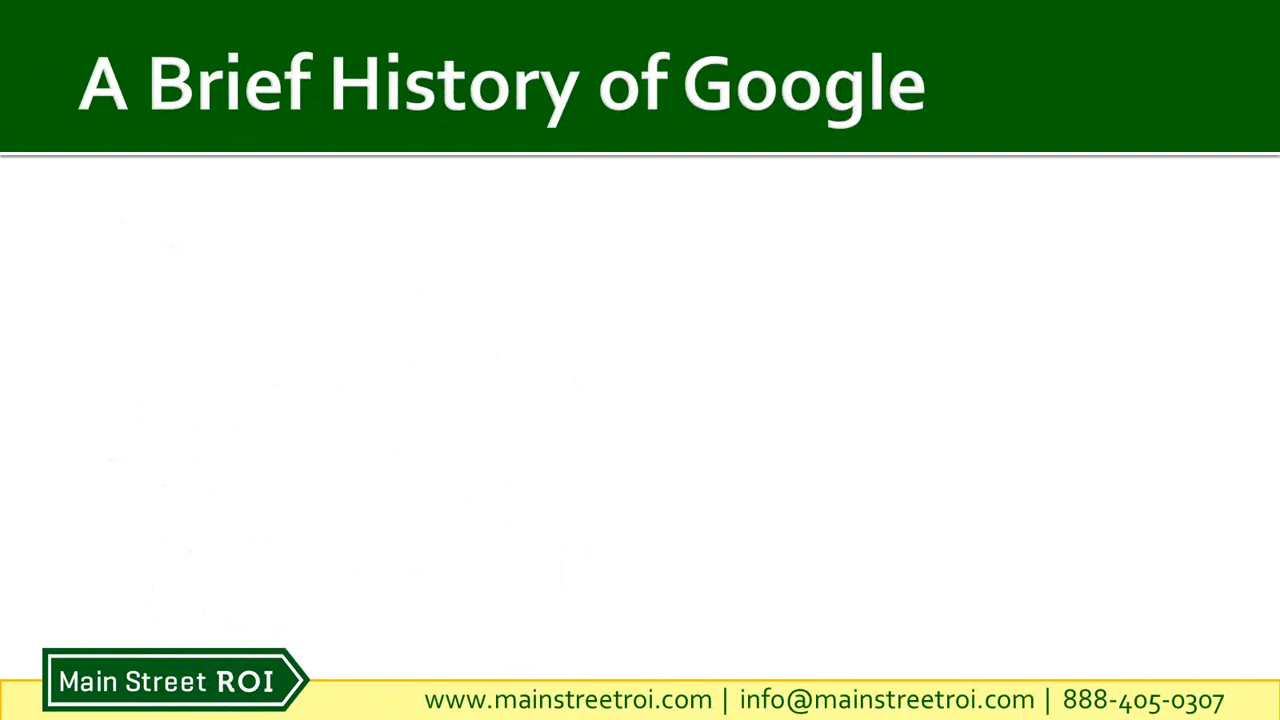 A Brief History of Google
Main Street ROI
www.mainstreetroi.com | info@mainstreetroi.com | 888-405-0307